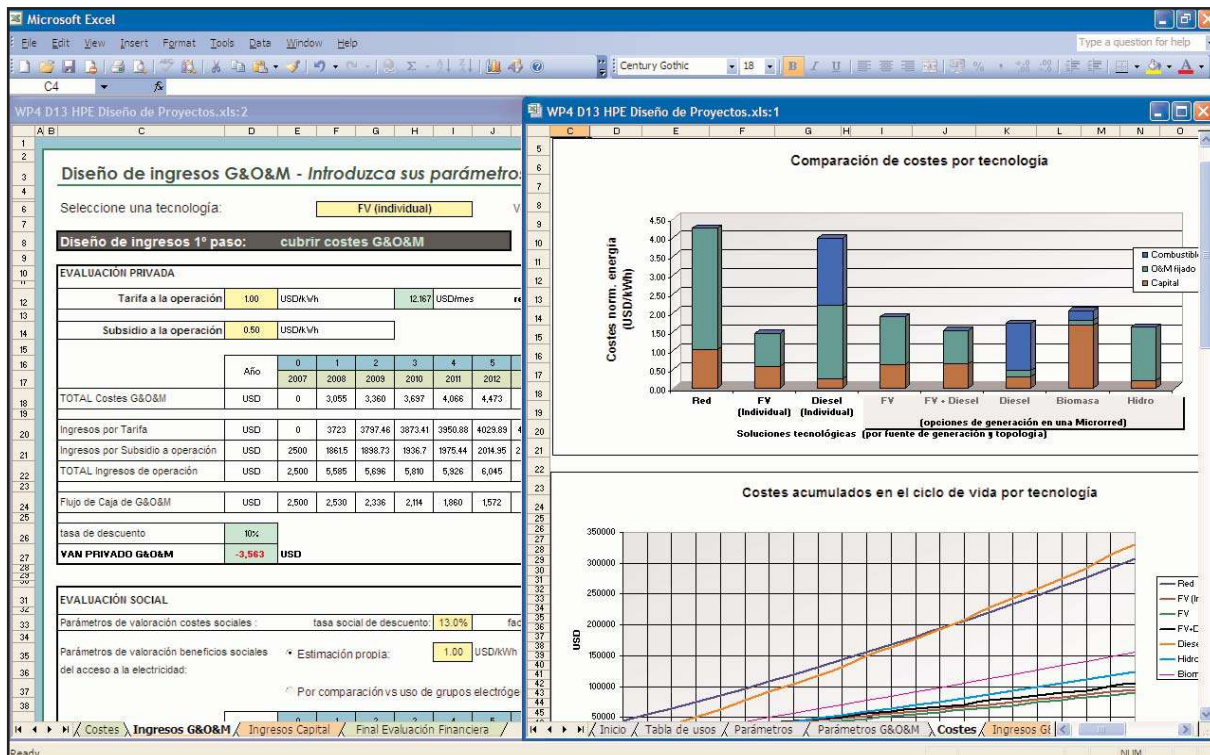 Microsoft Excel
File Edit View Insert Format Tools Data Window Help
Type a question for help
Century Gothic 18 B I U
C4 fx
WP4 D13 HPE Diseño de Proyectos.xls:2
A B C D E F G H I J
Diseño de ingresos G&O&M - Introduzca sus parámetro
Seleccione una tecnología: FV (individual) V
Diseño de ingresos 1º paso: cubrir costes G&O&M
EVALUACIÓN PRIVADA
Tarifa a la operación 1.00 USD/kWh 12.167 USD/mes re
Subsidio a la operación 0.50 USD/kWh
Año 0 1 2 3 4 5
2007 2008 2009 2010 2011 2012
TOTAL Costes G&O&M USD 0 3,055 3,360 3,697 4,066 4,473
Ingresos por Tarifa USD 0 3723 3797.46 3873.41 3950.88 4029.89 4
Ingresos por Subsidio a operación USD 2500 1861.5 1898.73 1936.7 1975.44 2014.95 2
TOTAL Ingresos de operación USD 2,500 5,585 5,696 5,810 5,926 6,045
Flujo de Caja de G&O&M USD 2,500 2,530 2,336 2,114 1,860 1,572
tasa de descuento 10%
VAN PRIVADO G&O&M -3,563 USD
EVALUACIÓN SOCIAL
Parámetros de valoración costes sociales : tasa social de descuento: 13.0% fac
Parámetros de valoración beneficios sociales
del acceso a la electricidad:
Estimación propia: 1.00 USD/kWh
Por comparación vs uso de grupos electróge
0 1 2 3 4 5
Costes Ingresos G&O&M Ingresos Capital Final Evaluación Financiera
WP4 D13 HPE Diseño de Proyectos.xls:1
C D E F G H I J K L M N O
Comparación de costes por tecnología
Costes norm. energía
(USD/kWh)
4.50
4.00
3.50
3.00
2.50
2.00
1.50
1.00
0.50
0.00
Combustible
O&M fijado
Capital
Red FV (Individual) Diesel (Individual) FV FV + Diesel Diesel Biomasa Hidro
(opciones de generación en una Microrred)
Soluciones tecnológicas (por fuente de generación y topología)
Costes acumulados en el ciclo de vida por tecnología
USD
350000
300000
250000
200000
150000
100000
50000
Red
FV (In
FV
FV+D
Diese
Hidro
Biom
Inicio Tabla de usos Parámetros Parámetros G&O&M Costes Ingresos G&
Ready NUM